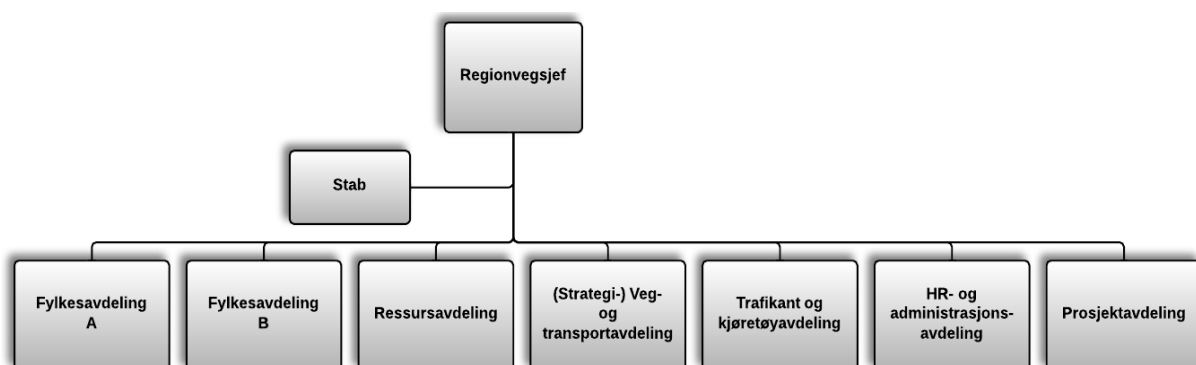 Regionvegsjef
Stab
Fylkesavdeling
A
Fylkesavdeling
B
Ressursavdeling
(Strategi-) Veg-
og
transportavdeling
Trafikant og
kjøretøyavdeling
HR- og
administrasjons-
avdeling
Prosjektavdeling